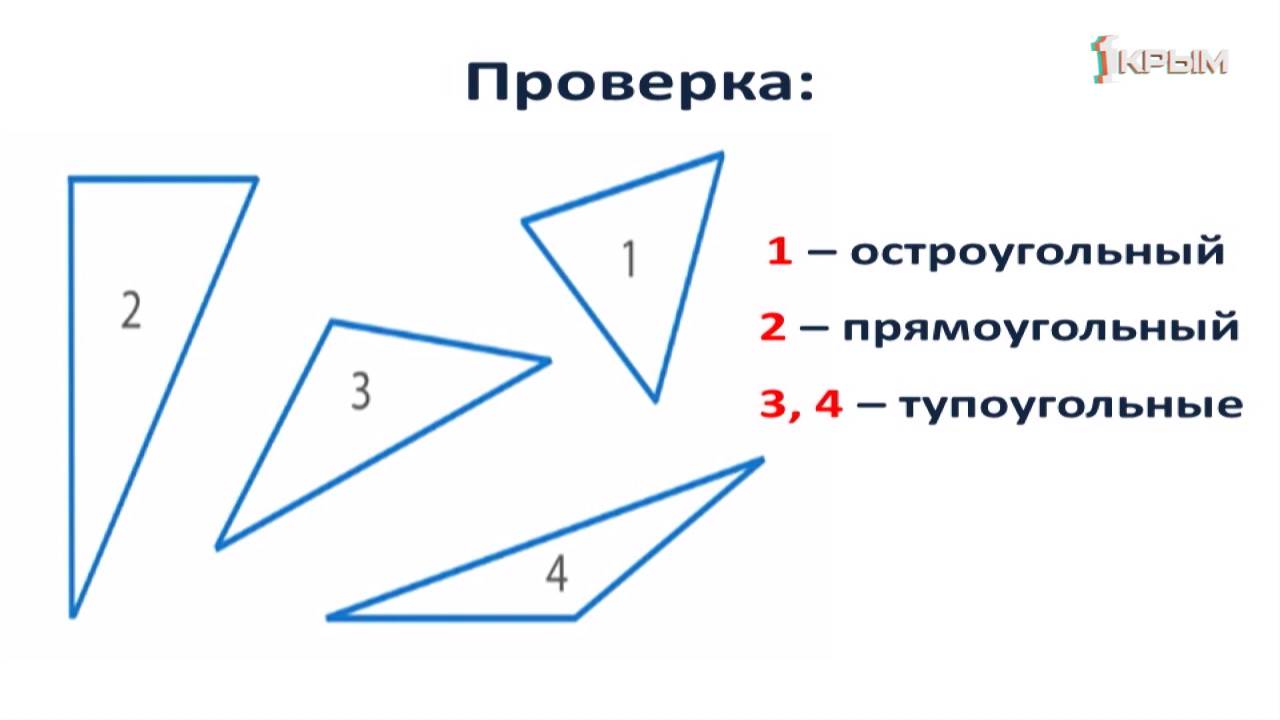 Проверка:
1КРЫМ
2
1
3
4
1 – остроугольный
2 – прямоугольный
3, 4 – тупоугольные